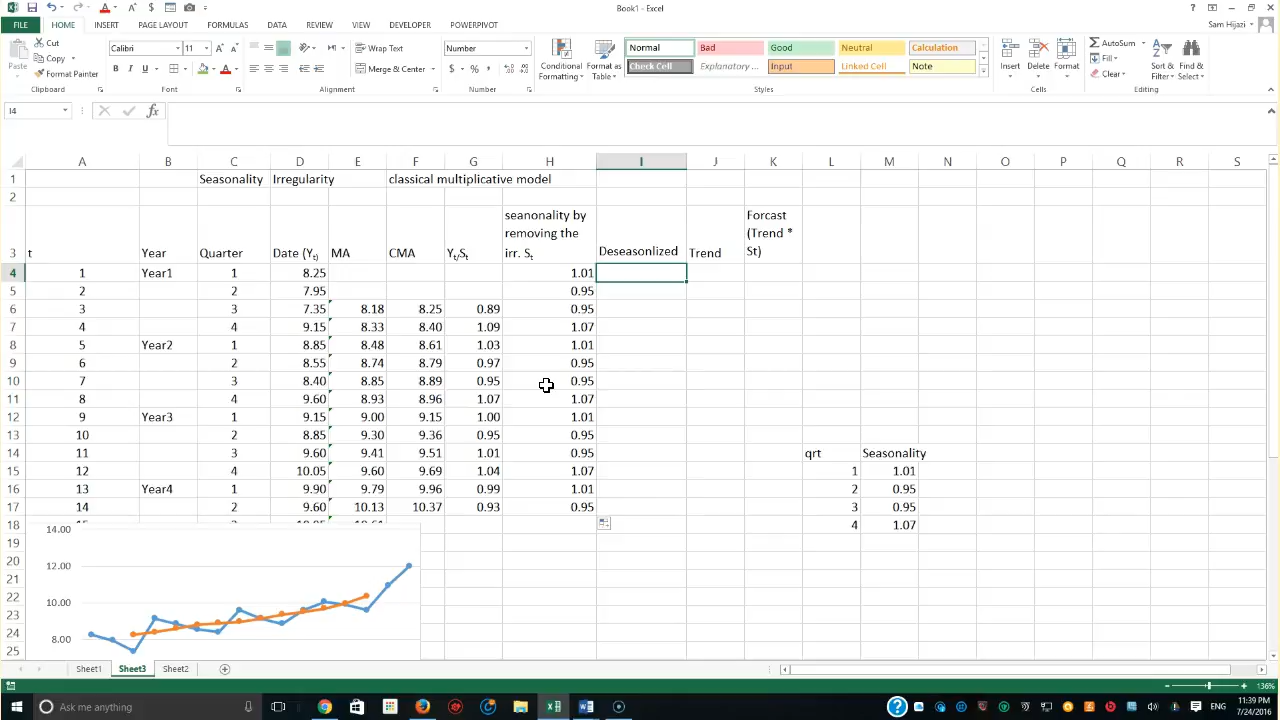 Book1 - Excel
FILE HOME INSERT PAGE LAYOUT FORMULAS DATA REVIEW VIEW DEVELOPER POWERPIVOT Sam Hijazi
Cut
Copy
Format Painter
Paste
Clipboard
Calibri 11
B I U
Font
Wrap Text
Merge & Center
Alignment
Number
$ % ,
Number
Conditional Formatting
Format as Table
Normal Bad Good Neutral Calculation
Check Cell Explanatory ... Input Linked Cell Note
Styles
Insert Delete Format
Cells
AutoSum
Fill
Clear
Sort & Filter
Find & Select
Editing
I4 fx
A B C D E F G H I J K L M N O P Q R S
1 Seasonality Irregularity classical multiplicative model
2
3 t Year Quarter Date (Yt) MA CMA Yt/St seanonality by removing the irr. St Deseasonlized Trend Forcast (Trend * St)
4 1 Year1 1 8.25 1.01
5 2 2 7.95 0.95
6 3 3 7.35 8.18 8.25 0.89 0.95
7 4 4 9.15 8.33 8.40 1.09 1.07
8 5 Year2 1 8.85 8.48 8.61 1.03 1.01
9 6 2 8.55 8.74 8.79 0.97 0.95
10 7 3 8.40 8.85 8.89 0.95 0.95
11 8 4 9.60 8.93 8.96 1.07 1.07
12 9 Year3 1 9.15 9.00 9.15 1.00 1.01
13 10 2 8.85 9.30 9.36 0.95 0.95
14 11 3 9.60 9.41 9.51 1.01 0.95 qrt Seasonality
15 12 4 10.05 9.60 9.69 1.04 1.07 1 1.01
16 13 Year4 1 9.90 9.79 9.96 0.99 1.01 2 0.95
17 14 2 9.60 10.13 10.37 0.93 0.95 3 0.95
18 4 1.07
19
20
21
22
23
24
25
14.00
12.00
10.00
8.00
Sheet1 Sheet3 Sheet2
136%
Ask me anything
11:39 PM
7/24/2016